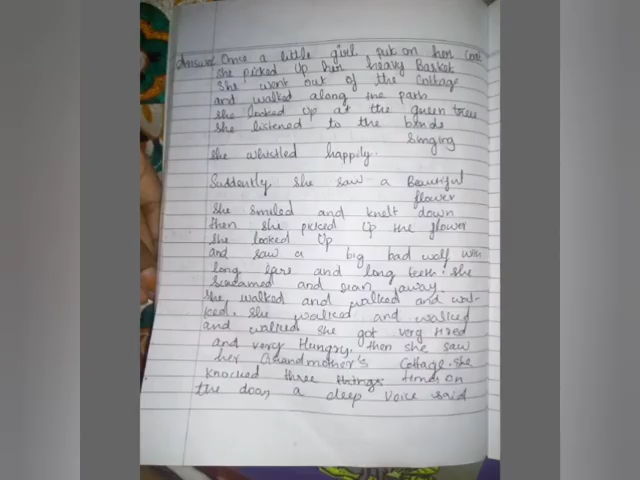 Answer Once a little girl put on her coat
she picked up her heavy Basket
She went out of the Cottage
and walked along the path
she looked up at the green trees
She listened to the birds
singing
she whistled happily.
Suddenly she saw a Beautiful
flower
She smiled and knelt down
then she picked up the flower
she looked up
and saw a big bad wolf with
long ears and long teeth. she
screamed and ran away.
she walked and walked and wal-
ked. she walked and walked
and walked she got very tired
and very Hungry. then she saw
her Grandmother's Cottage. she
knocked three things times on
the door, a deep voice said